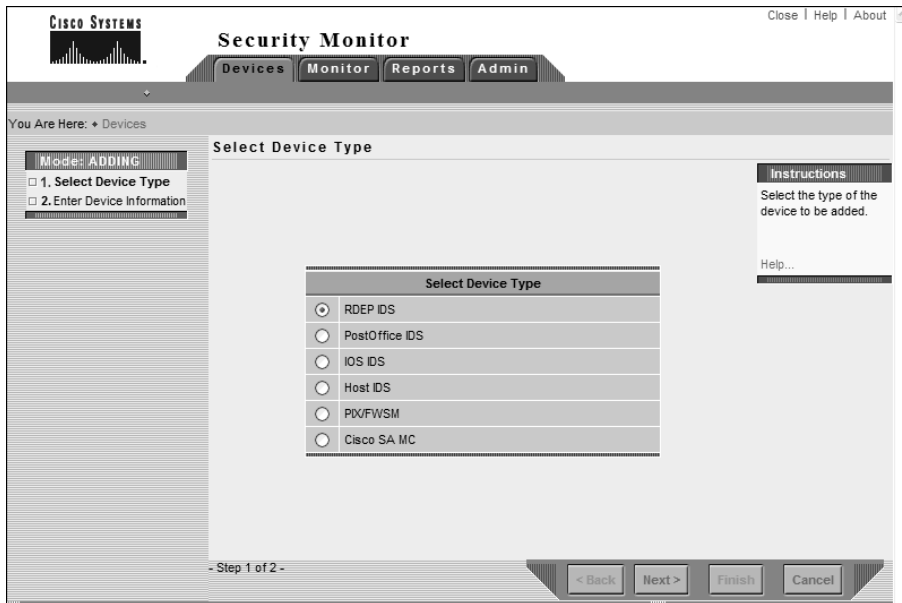 Close | Help | About
CISCO SYSTEMS
Security Monitor
Devices Monitor Reports Admin
You Are Here: Devices
Mode: ADDING
1. Select Device Type
2. Enter Device Information
Select Device Type
Instructions
Select the type of the
device to be added.
Help...
Select Device Type
RDEP IDS
PostOffice IDS
IOS IDS
Host IDS
PIX/FWSM
Cisco SA MC
- Step 1 of 2 -
< Back Next > Finish Cancel